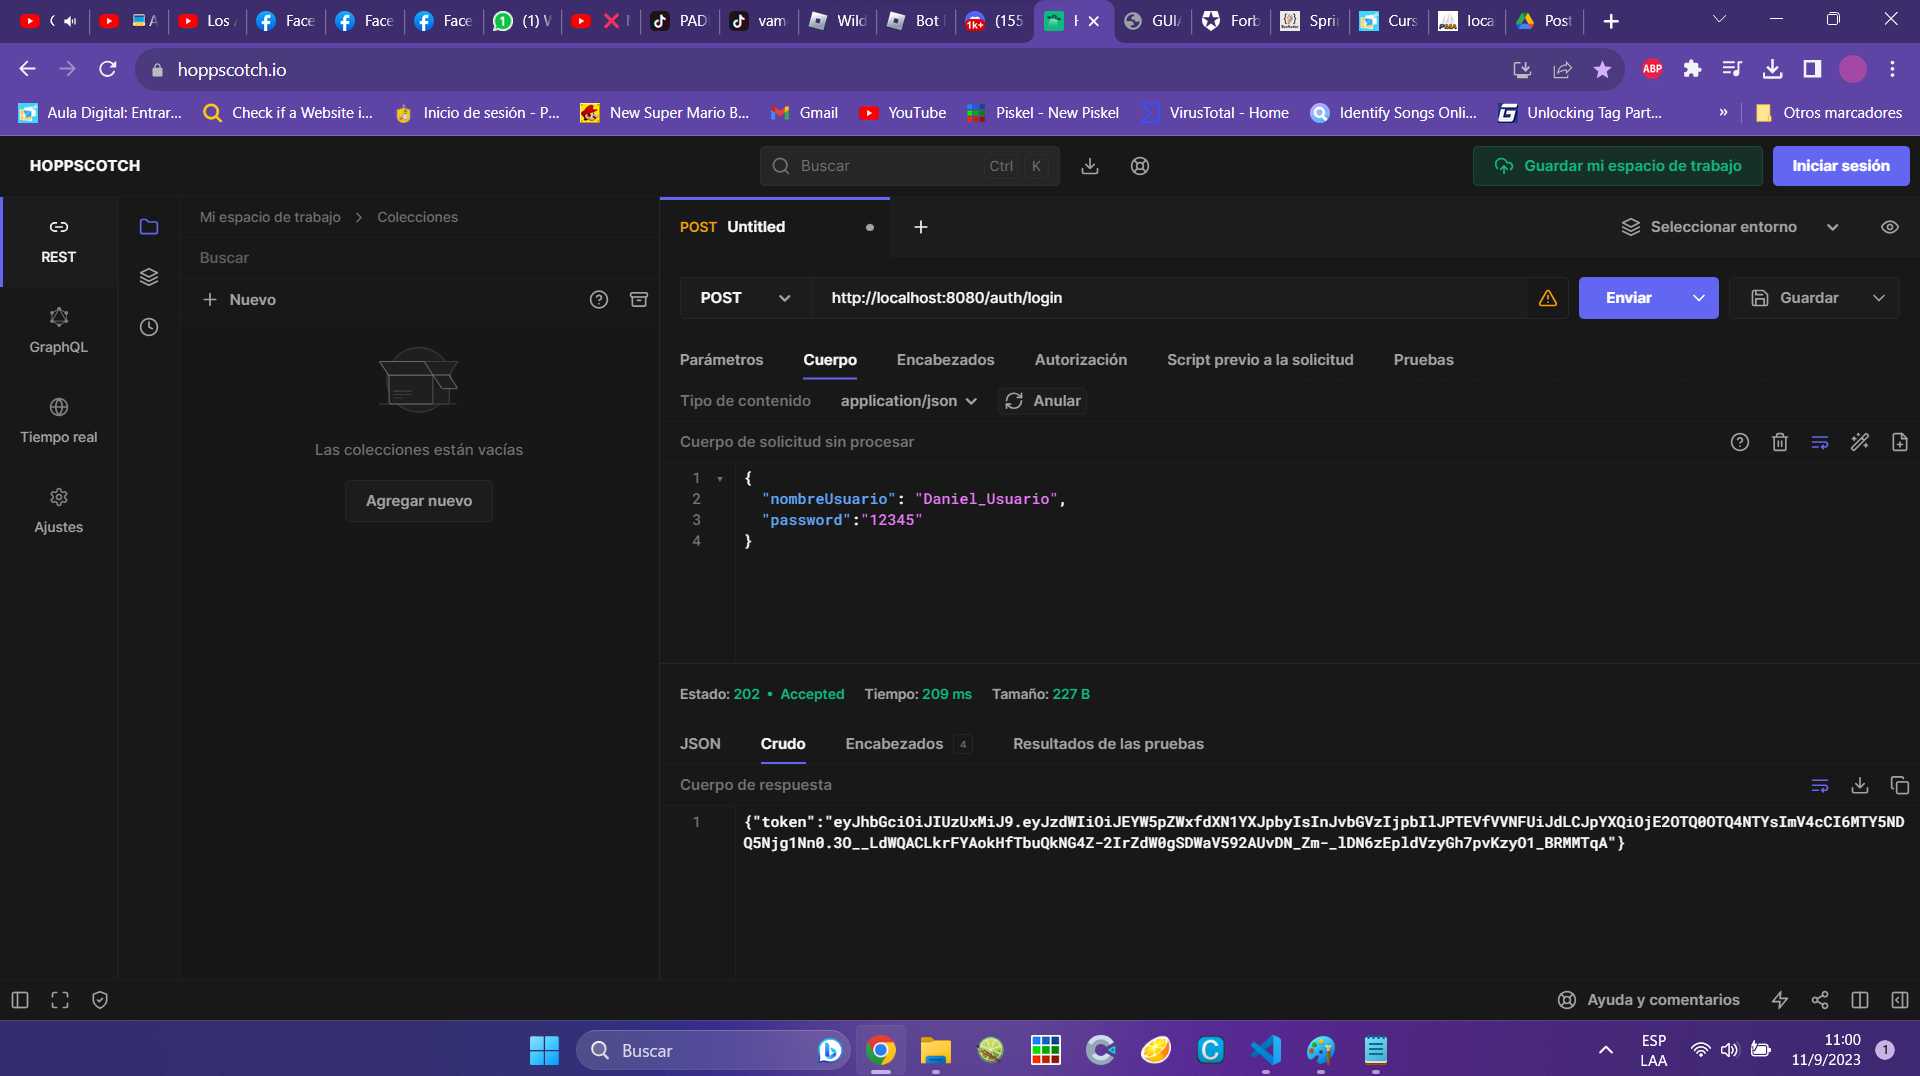 ( 
A
Los
Face
Face
Face
(1) W
PAD
vam
Wild
Bot
(155
GUI
Forb
Sprin
Curs
loca
Post
hoppscotch.io
ABP
Aula Digital: Entrar...
Check if a Website i...
Inicio de sesión - P...
New Super Mario B...
Gmail
YouTube
Piskel - New Piskel
VirusTotal - Home
Identify Songs Onli...
Unlocking Tag Part...
»
Otros marcadores
HOPPSCOTCH
Buscar
Ctrl K
Guardar mi espacio de trabajo
Iniciar sesión
REST
GraphQL
Tiempo real
Ajustes
Mi espacio de trabajo > Colecciones
Buscar
+ Nuevo
Las colecciones están vacías
Agregar nuevo
POST Untitled
Seleccionar entorno
POST
http://localhost:8080/auth/login
Enviar
Guardar
Parámetros Cuerpo Encabezados Autorización Script previo a la solicitud Pruebas
Tipo de contenido application/json Anular
Cuerpo de solicitud sin procesar
1 {
2 "nombreUsuario": "Daniel_Usuario",
3 "password":"12345"
4 }
Estado: 202 • Accepted Tiempo: 209 ms Tamaño: 227 B
JSON Crudo Encabezados 4 Resultados de las pruebas
Cuerpo de respuesta
1 {"token":"eyJhbGciOiJIUzUxMiJ9.eyJzdWIiOiJEYW5pZWxfdXN1YXJpbyIsInJvbGVzIjpbIlJPTEVfVVNFUiJdLCJpYXQiOjE2OTQ0OTQ4NTYsImV4cCI6MTY5ND
Q5Njg1Nn0.3O__LdWQACLkrFYAokHfTbuQkNG4Z-2IrZdW0gSDWaV592AUvDN_Zm-_lDN6zEpldVzyGh7pvKzyO1_BRMMTqA"}
Ayuda y comentarios
Buscar
ESP
LAA
11:00
11/9/2023
1